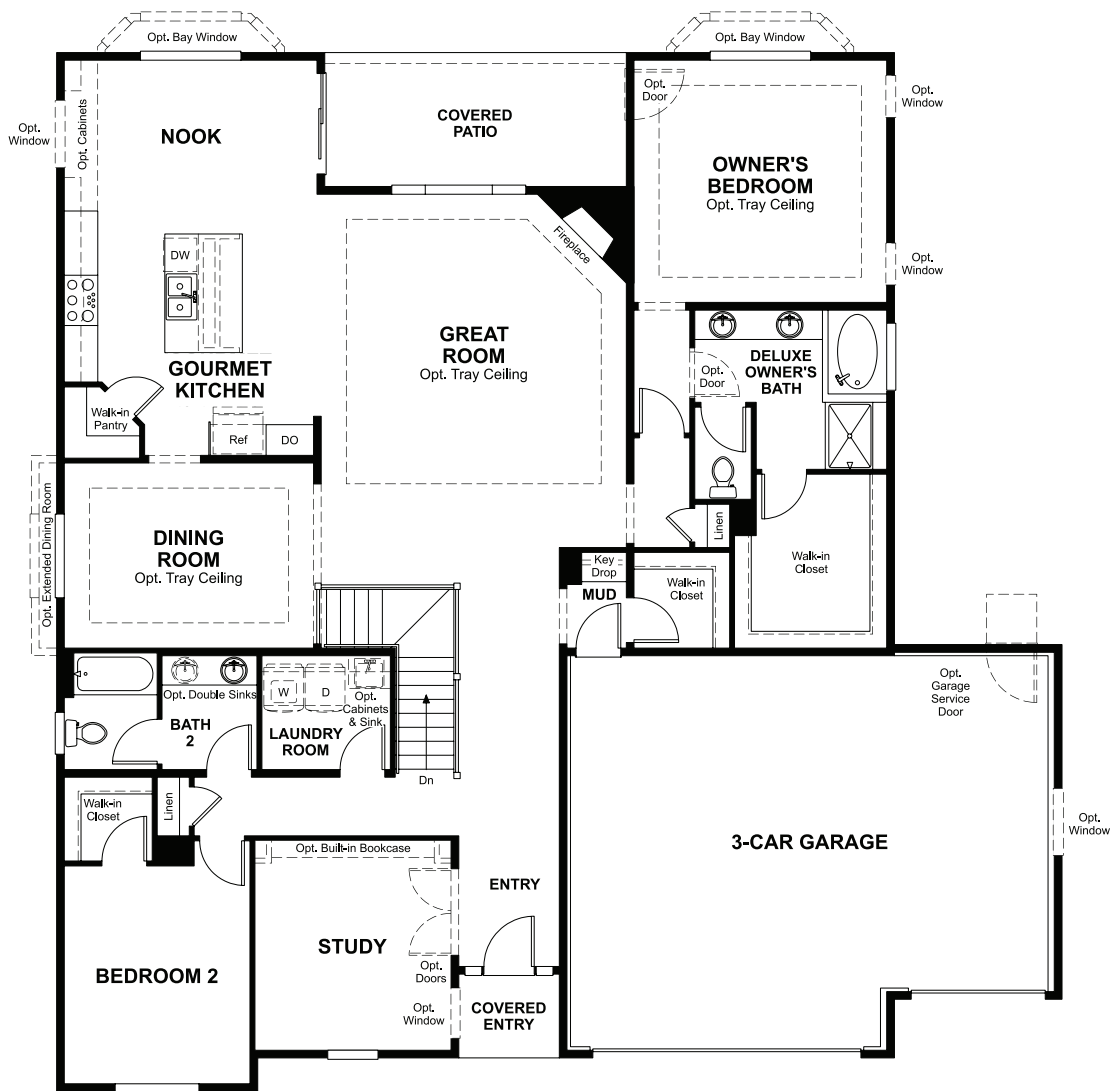 Opt. Bay Window
Opt. Bay Window
Opt.
Window
Opt. Cabinets
NOOK
COVERED
PATIO
Opt.
Door
Opt.
Window
OWNER'S
BEDROOM
Opt. Tray Ceiling
Opt.
Window
DW
Fireplace
GREAT
ROOM
Opt. Tray Ceiling
GOURMET
KITCHEN
Walk-in
Pantry
Ref
DO
Opt.
Door
DELUXE
OWNER'S
BATH
Opt. Extended Dining Room
DINING
ROOM
Opt. Tray Ceiling
Linen
Key
Drop
MUD
Walk-in
Closet
Walk-in
Closet
Opt. Double Sinks
BATH
2
W
D
Opt.
Cabinets
& Sink
LAUNDRY
ROOM
Dn
Opt.
Garage
Service
Door
Walk-in
Closet
Linen
Opt. Built-in Bookcase
3-CAR GARAGE
Opt.
Window
ENTRY
STUDY
Opt.
Doors
BEDROOM 2
Opt.
Window
COVERED
ENTRY